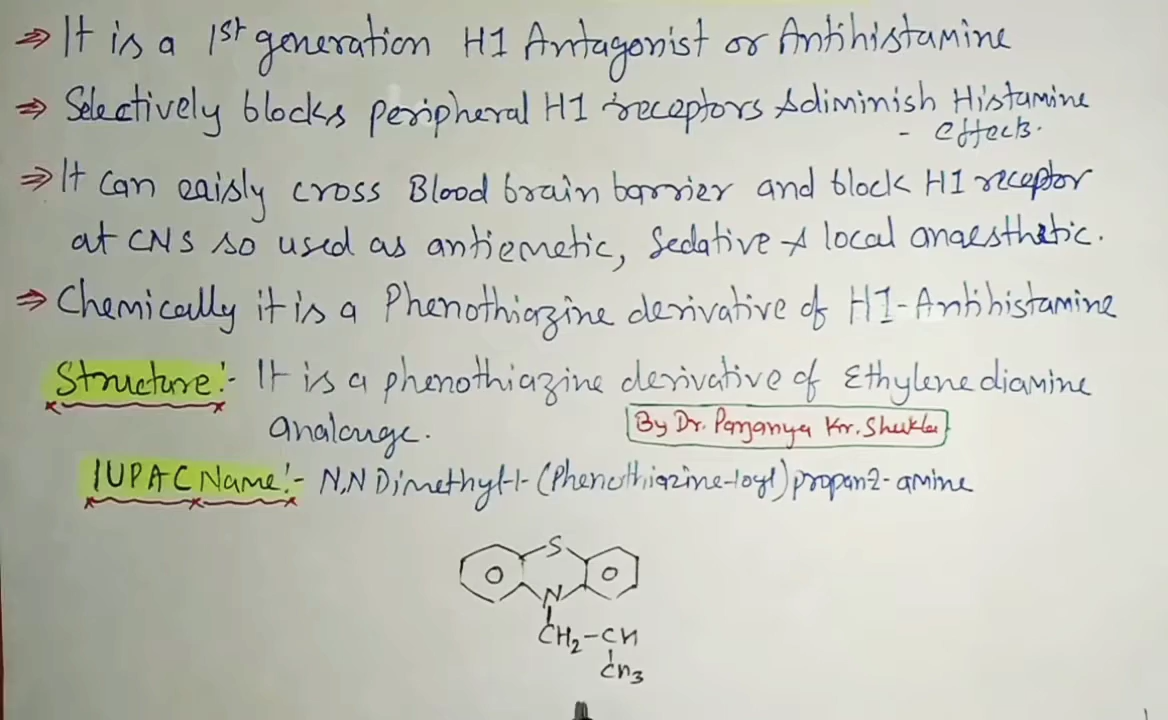 ⇒ It is a 1st generation H1 Antagonist or Antihistamine
⇒ Selectively blocks peripheral H1 receptors & diminish Histamine
- effects.
⇒ It can eaisly cross Blood brain barrier and block H1 receptor
at CNS so used as antiemetic, Sedative & local anaesthetic.
⇒ Chemically it is a Phenothiazine derivative of H1-Antihistamine
Structure:- It is a phenothiazine derivative of Ethylenediamine
analouge.
By Dr. Parjanya Kr. Shukla
IUPAC Name:- N,N Dimethyl-1-(Phenothiazine-10yl)propan2-amine
S
N
CH2-CH
CH3